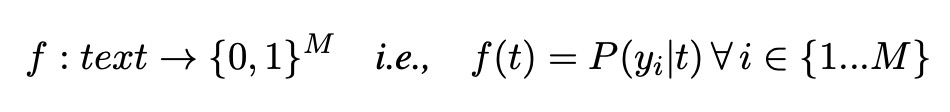 f : text → {0, 1}^M i.e., f(t) = P(y_i|t) ∀ i ∈ {1...M}